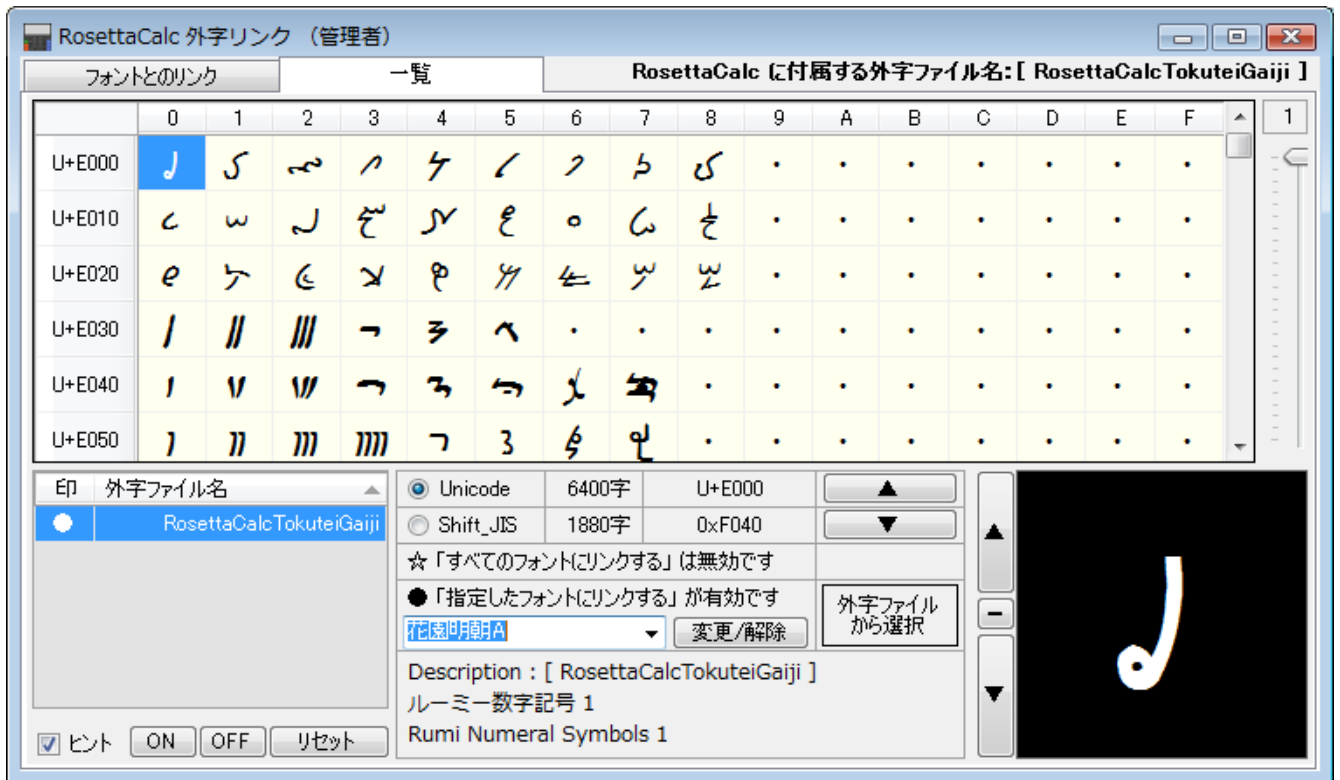 RosettaCalc 外字リンク （管理者）
フォントとのリンク 一覧 RosettaCalc に付属する外字ファイル名：[ RosettaCalcTokuteiGaiji ]
0 1 2 3 4 5 6 7 8 9 A B C D E F 1
U+E000
U+E010
U+E020
U+E030
U+E040
U+E050
印 外字ファイル名
RosettaCalcTokuteiGaiji
Unicode 6400字 U+E000 ▲
Shift_JIS 1880字 0xF040 ▼
☆「すべてのフォントにリンクする」は無効です
●「指定したフォントにリンクする」が有効です
花園明朝A 変更/解除
外字ファイル
から選択
▲
－
▼
Description : [ RosettaCalcTokuteiGaiji ]
ルーミー数字記号 1
Rumi Numeral Symbols 1
ヒント ON OFF リセット